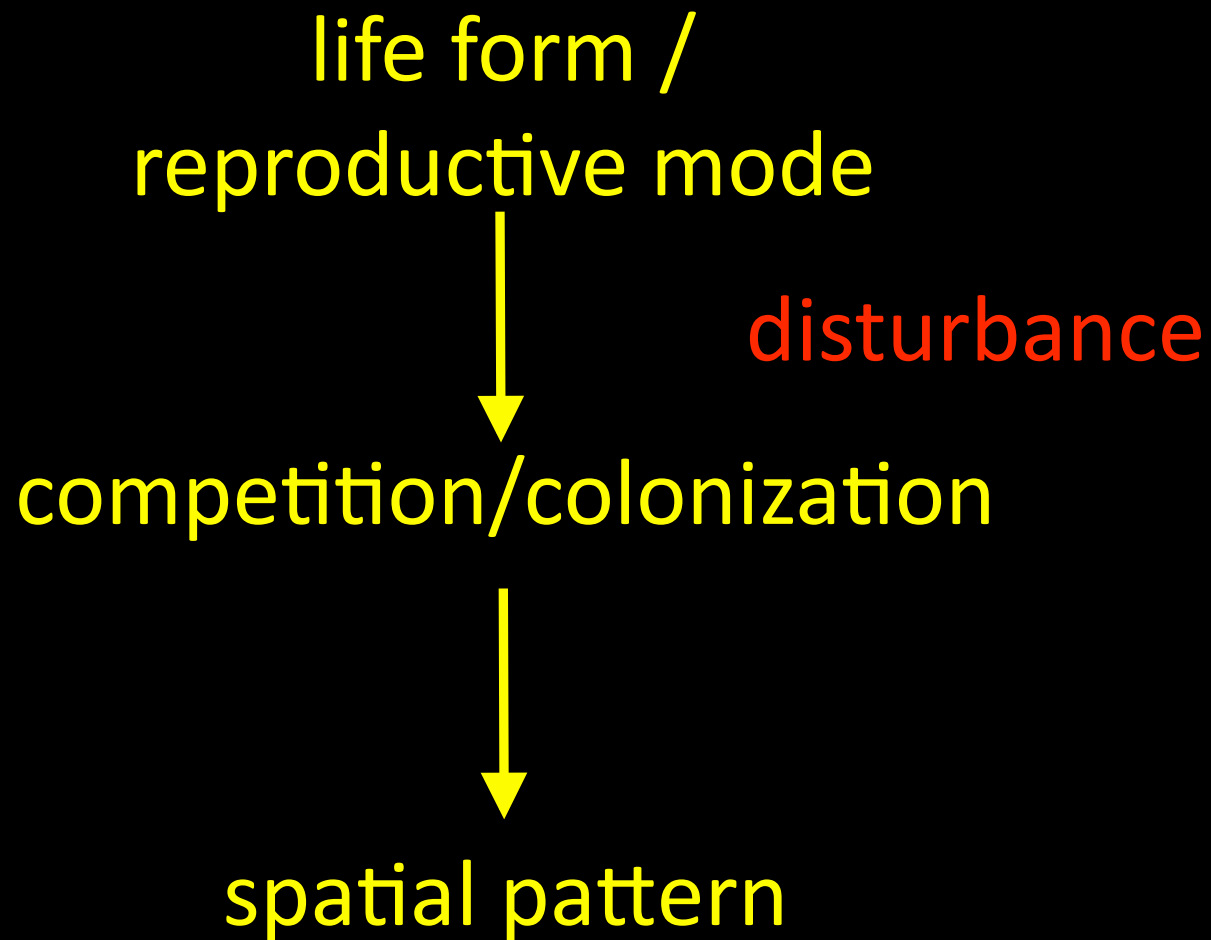 life form /
reproductive mode
disturbance
competition/colonization
spatial pattern